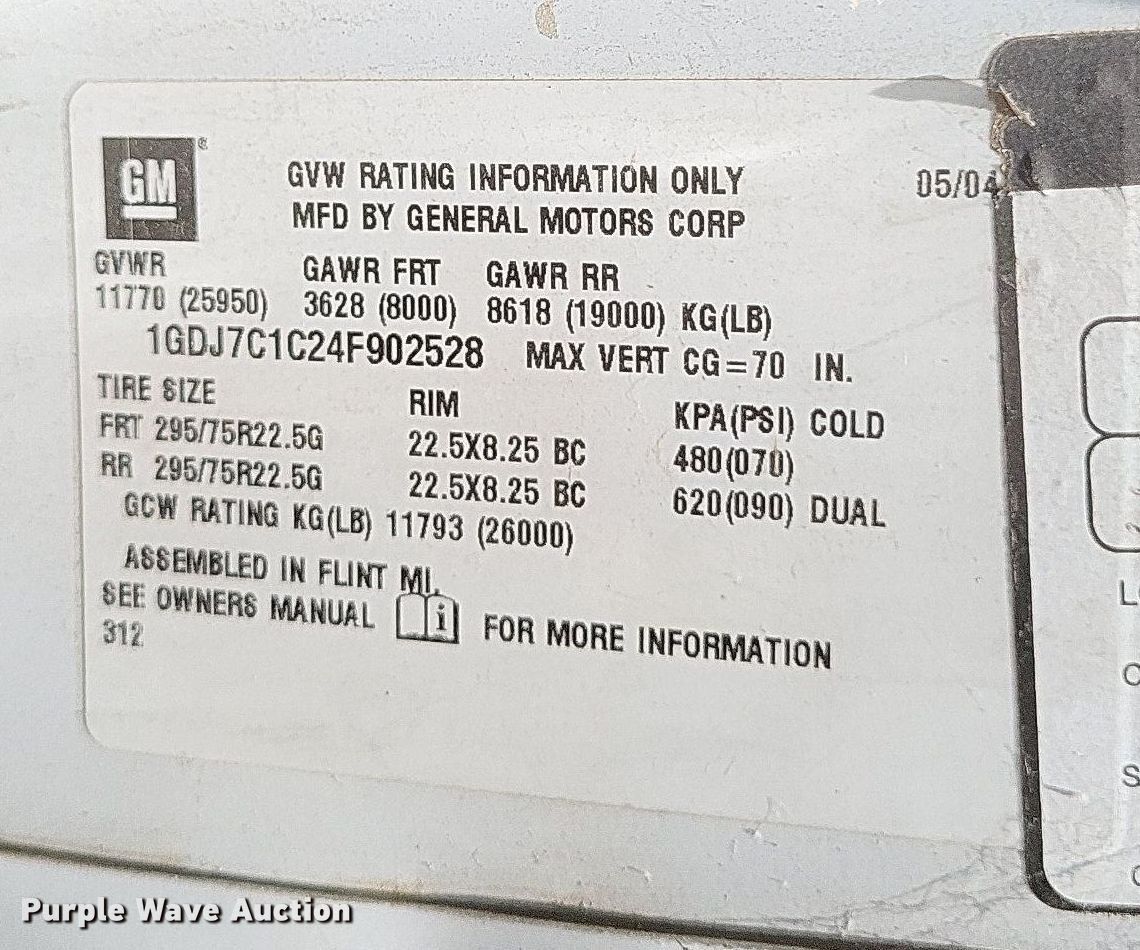 GM ®
GVW RATING INFORMATION ONLY 05/04
MFD BY GENERAL MOTORS CORP
GVWR GAWR FRT GAWR RR
11770 (25950) 3628 (8000) 8618 (19000) KG(LB)
1GDJ7C1C24F902528 MAX VERT CG=70 IN.
TIRE SIZE RIM KPA(PSI) COLD
FRT 295/75R22.5G 22.5X8.25 BC 480(070)
RR 295/75R22.5G 22.5X8.25 BC 620(090) DUAL
GCW RATING KG(LB) 11793 (26000)
ASSEMBLED IN FLINT MI.
SEE OWNERS MANUAL i FOR MORE INFORMATION
312
Purple Wave Auction